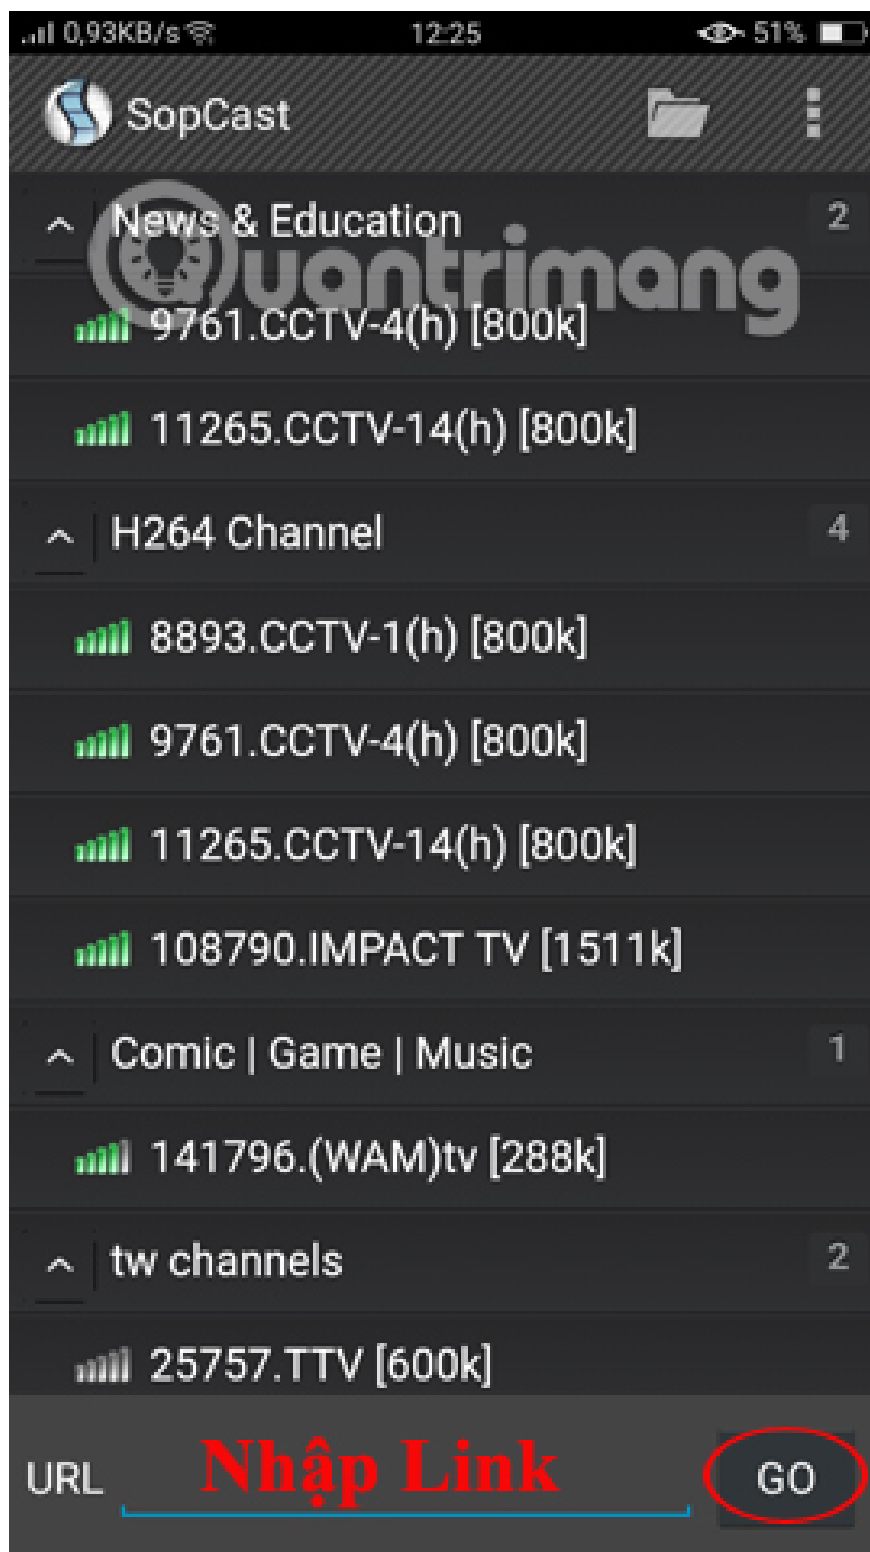 0,93KB/s 12:25 51%
SopCast
News & Education 2
Quantrimang
9761.CCTV-4(h) [800k]
11265.CCTV-14(h) [800k]
H264 Channel 4
8893.CCTV-1(h) [800k]
9761.CCTV-4(h) [800k]
11265.CCTV-14(h) [800k]
108790.IMPACT TV [1511k]
Comic | Game | Music 1
141796.(WAM)tv [288k]
tw channels 2
25757.TTV [600k]
URL Nhập Link GO